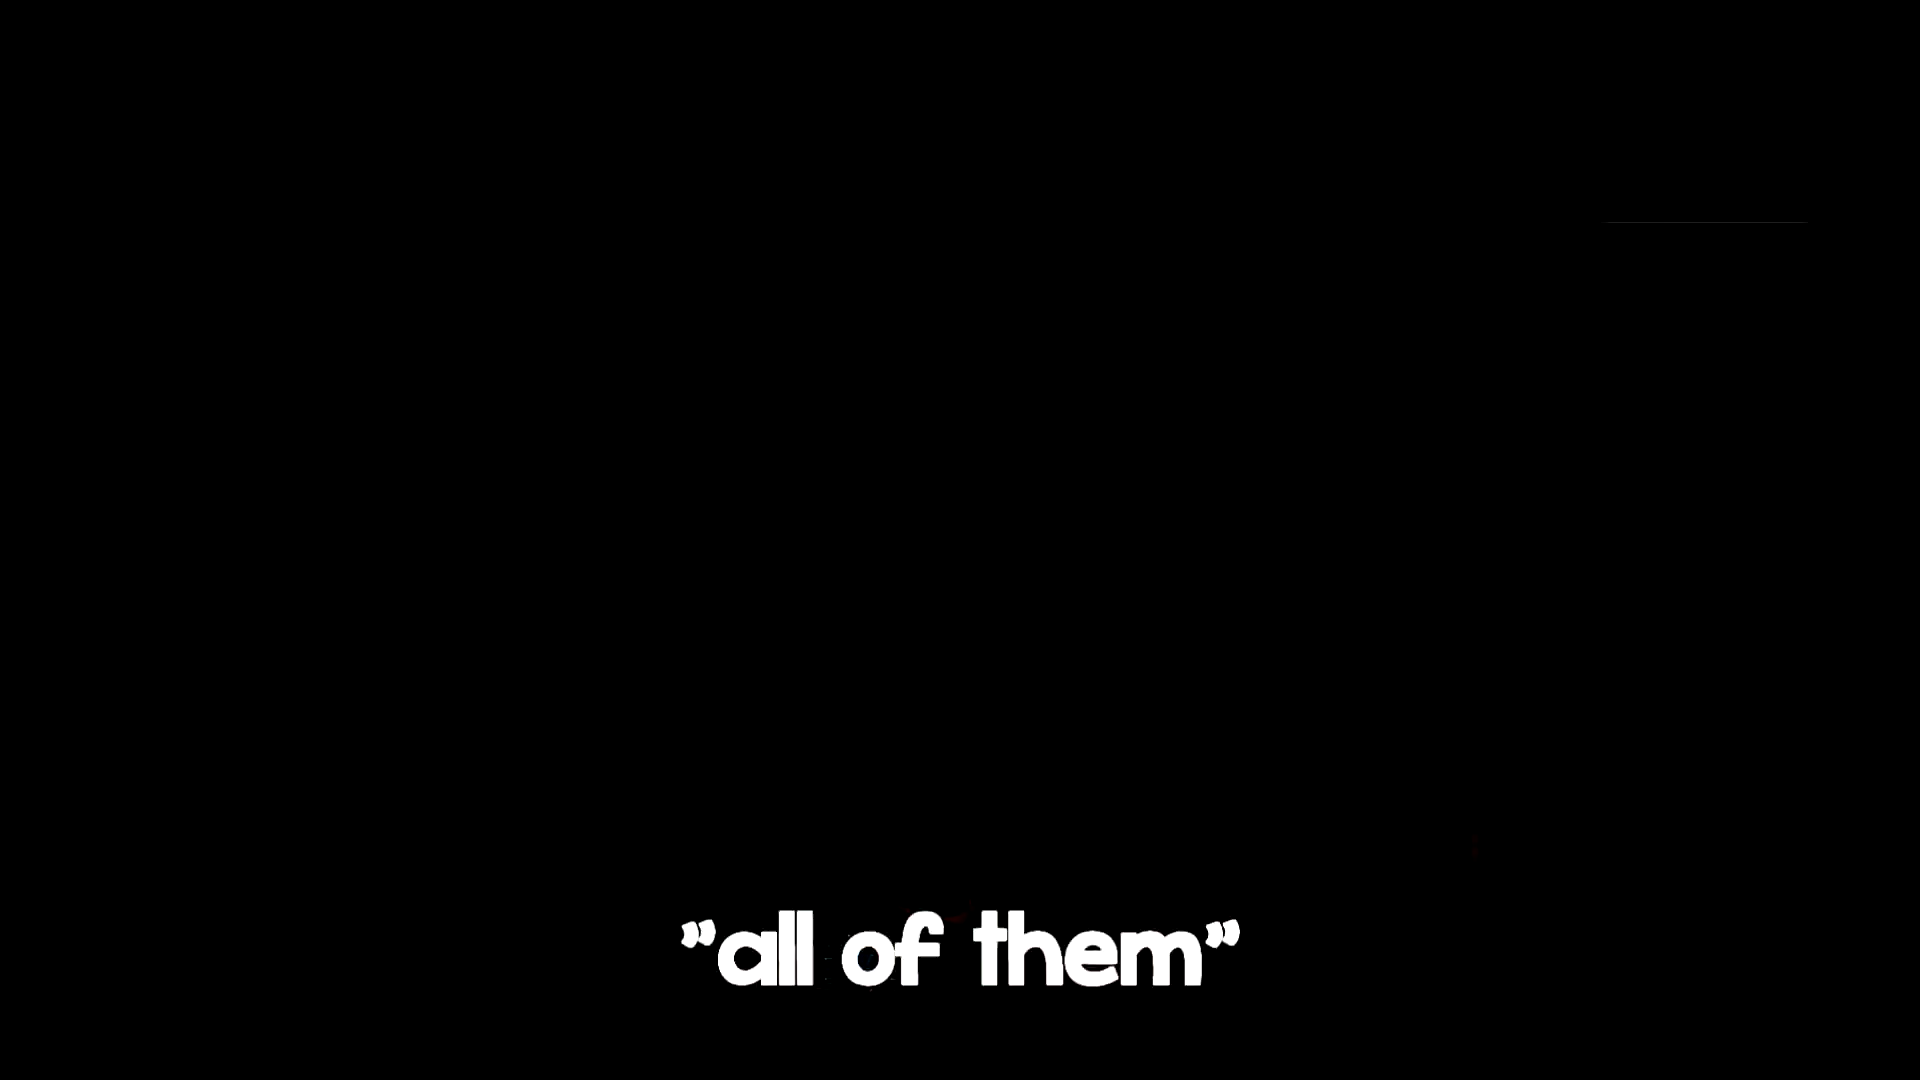 ”all of them”